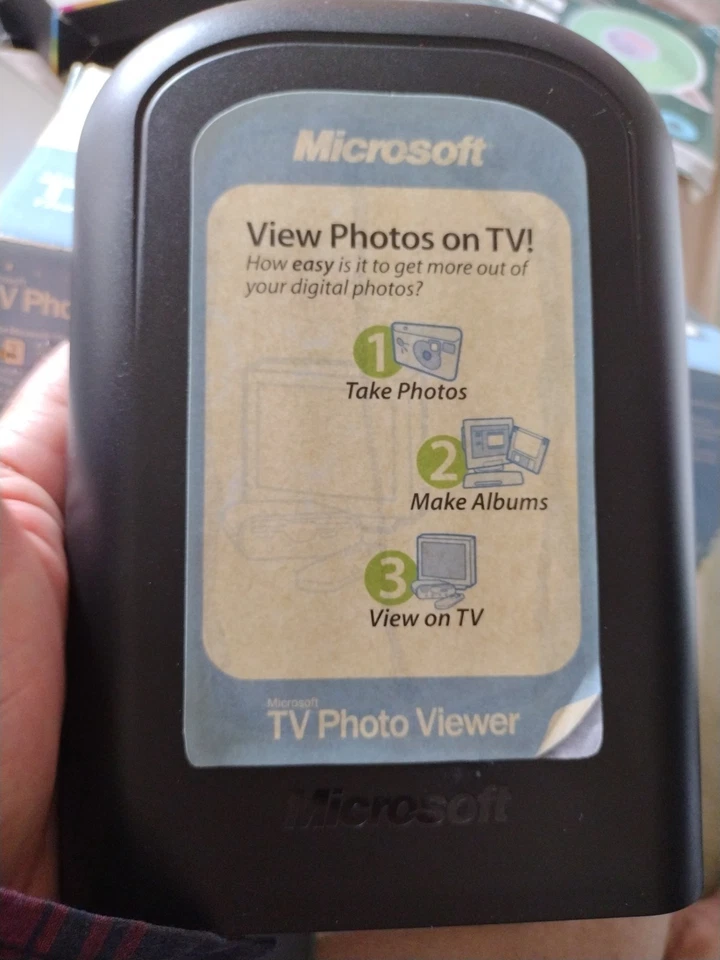 Microsoft
View Photos on TV!
How easy is it to get more out of
your digital photos?
1
Take Photos
2
Make Albums
3
View on TV
Microsoft
TV Photo Viewer
Microsoft